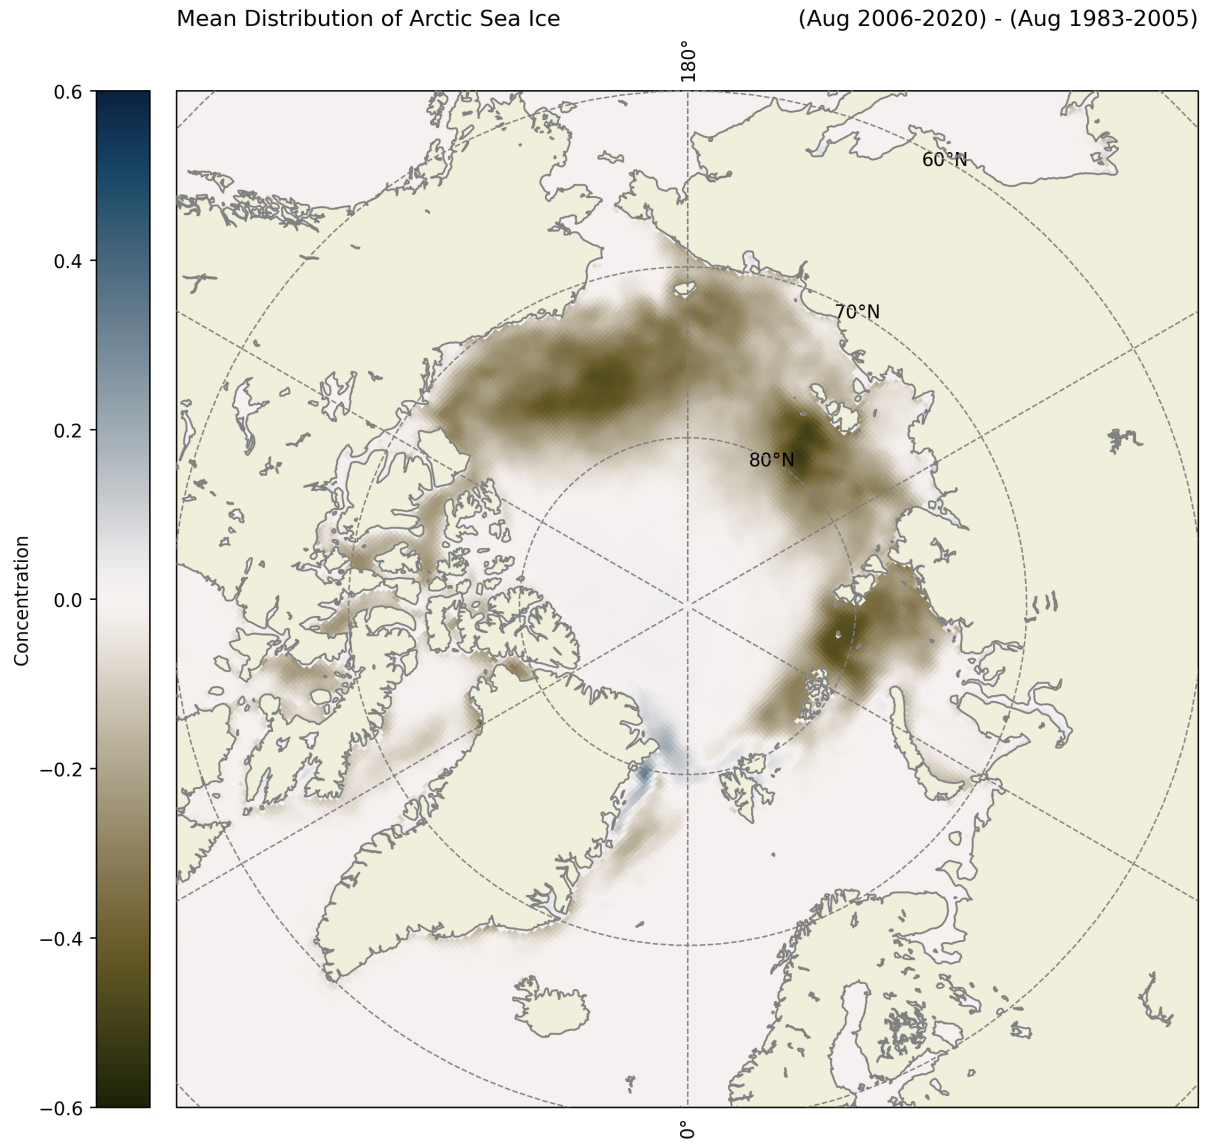 Mean Distribution of Arctic Sea Ice
(Aug 2006-2020) - (Aug 1983-2005)
180°
0.6
0.4
0.2
0.0
−0.2
−0.4
−0.6
Concentration
60°N
70°N
80°N
0°